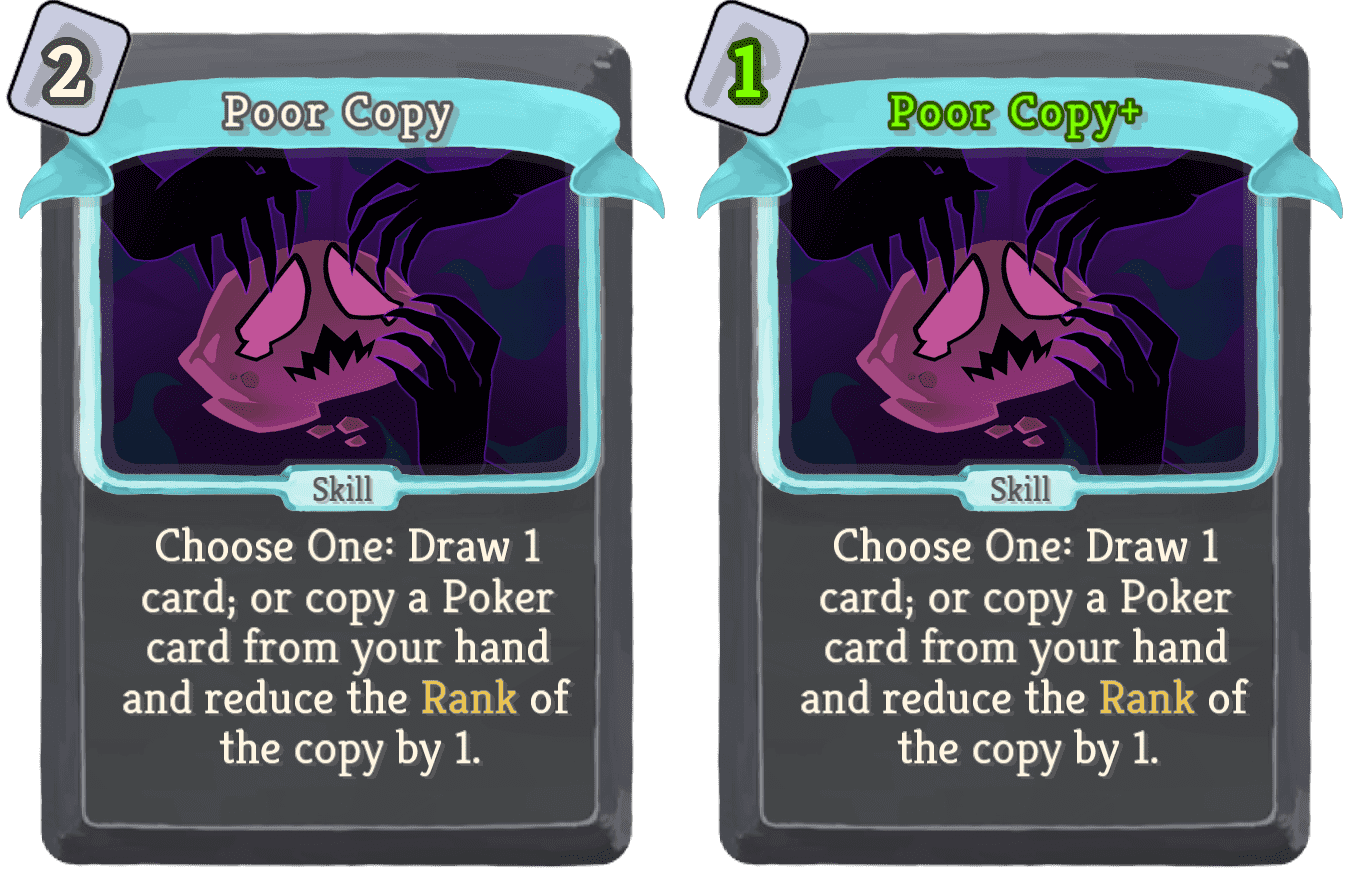 2
Poor Copy
Skill
Choose One: Draw 1
card; or copy a Poker
card from your hand
and reduce the Rank of
the copy by 1.
1
Poor Copy+
Skill
Choose One: Draw 1
card; or copy a Poker
card from your hand
and reduce the Rank of
the copy by 1.